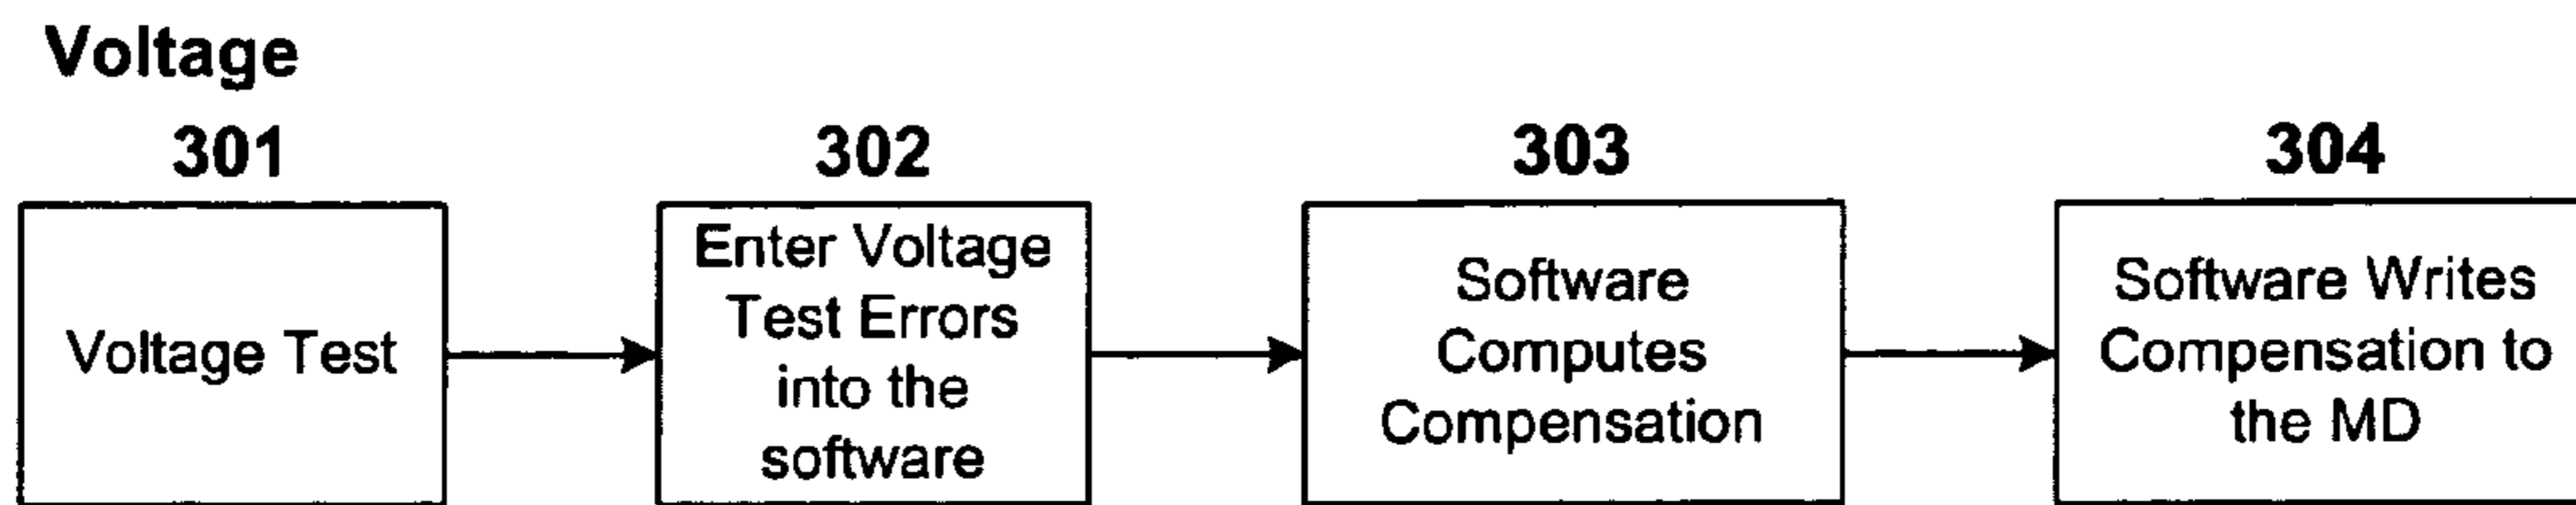 Voltage
301
Voltage Test
302
Enter Voltage
Test Errors
into the
software
303
Software
Computes
Compensation
304
Software Writes
Compensation to
the MD